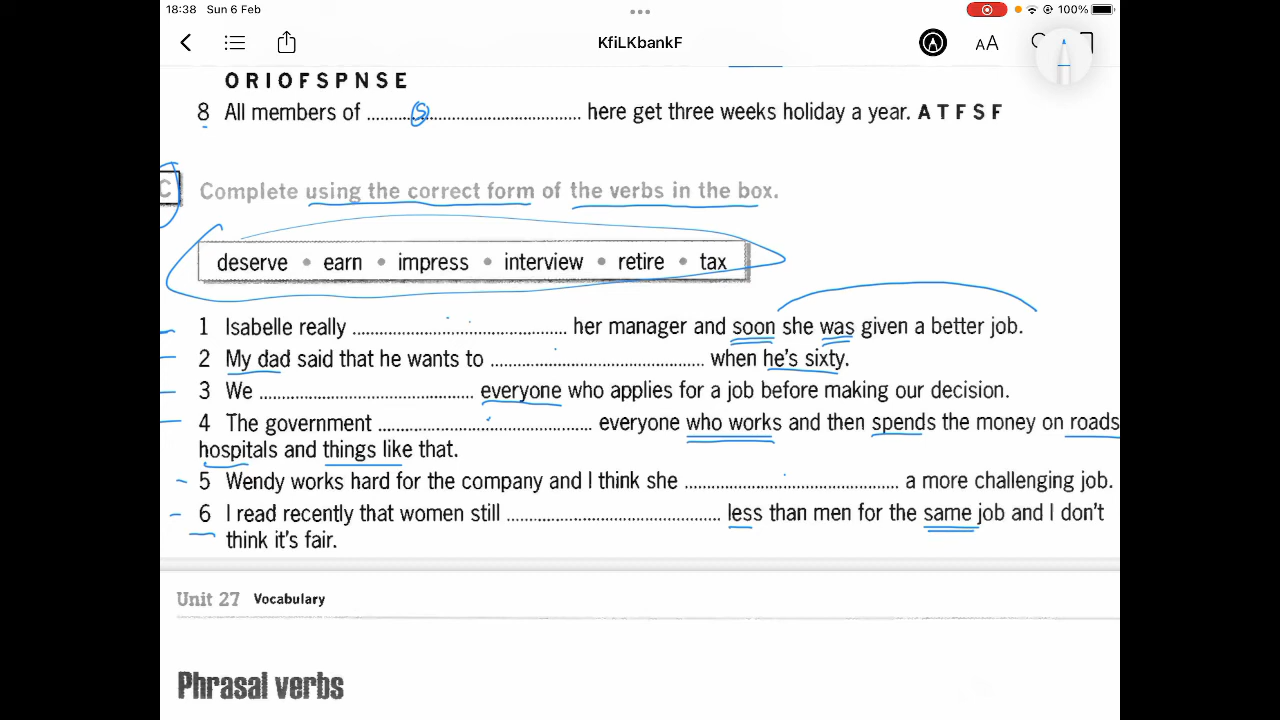 18:38 Sun 6 Feb
100%
KfiLKbankF
AA
ORIOFSPNSE
8 All members of ........S.............................. here get three weeks holiday a year. ATFSF
C Complete using the correct form of the verbs in the box.
deserve • earn • impress • interview • retire • tax
1 Isabelle really ........................................ her manager and soon she was given a better job.
2 My dad said that he wants to ........................................ when he's sixty.
3 We ........................................ everyone who applies for a job before making our decision.
4 The government ........................................ everyone who works and then spends the money on roads
hospitals and things like that.
5 Wendy works hard for the company and I think she ........................................ a more challenging job.
6 I read recently that women still ........................................ less than men for the same job and I don't
think it's fair.
Unit 27 Vocabulary
Phrasal verbs